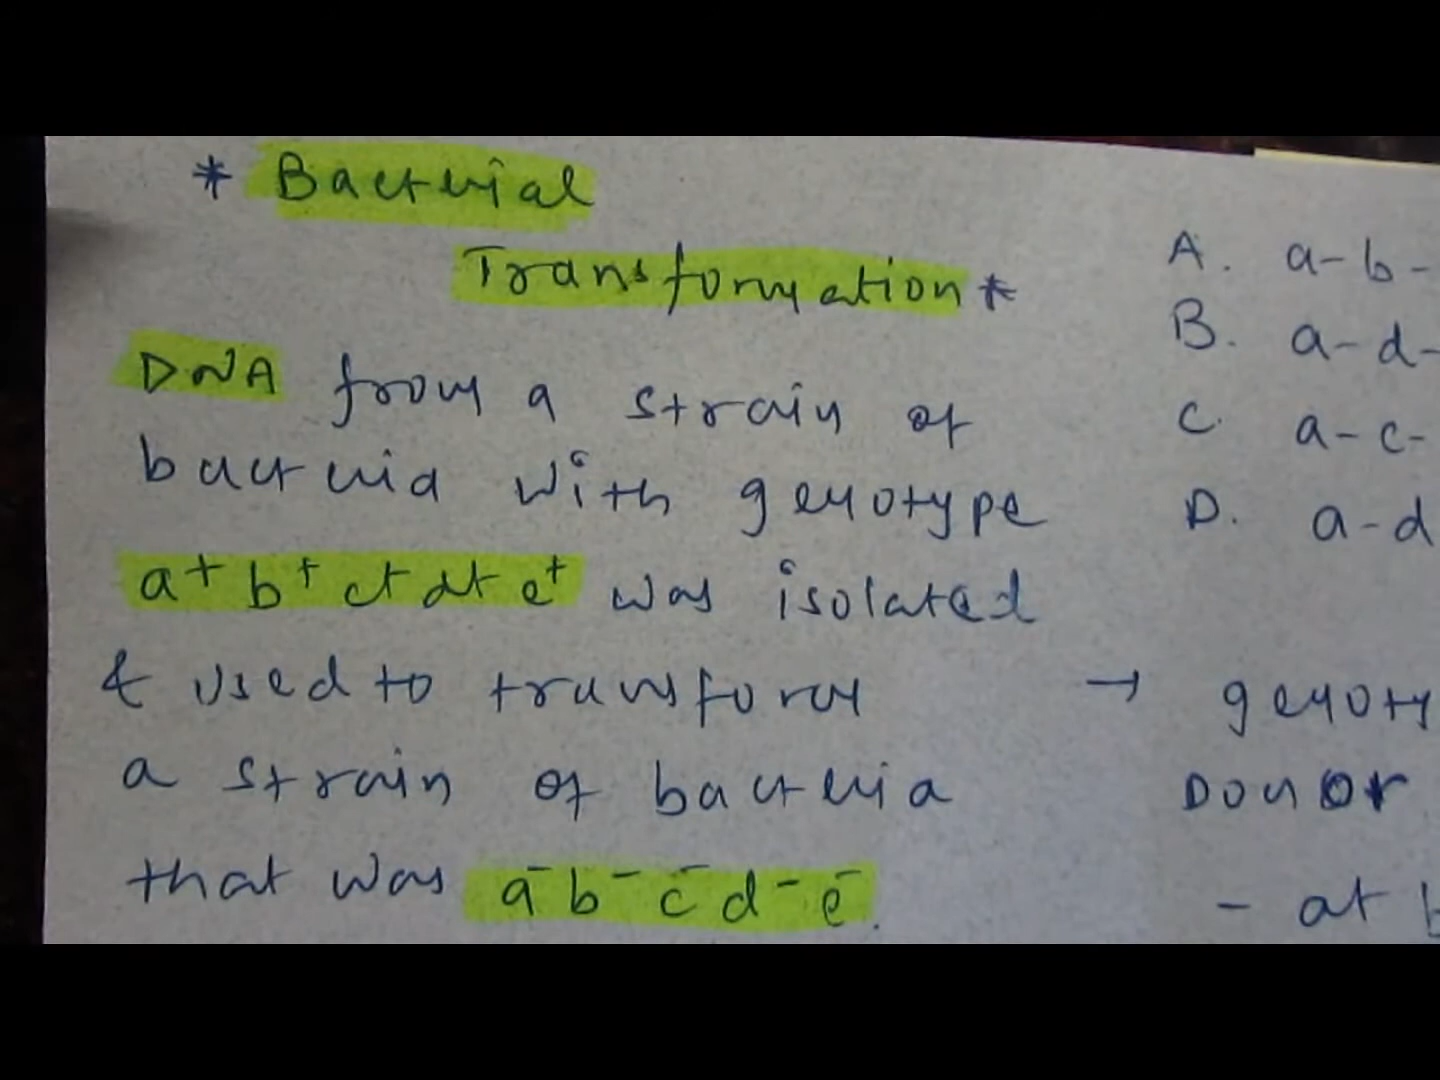 * Bacterial
Transformation *
DNA from a strain of
bacteria with genotype
a+ b+ c+ d+ e+ was isolated
& used to transform
a strain of bacteria
that was a- b- c- d- e-.
A. a-b-
B. a-d-
C. a-c-
D. a-d
→ genoty
Donor
- at b